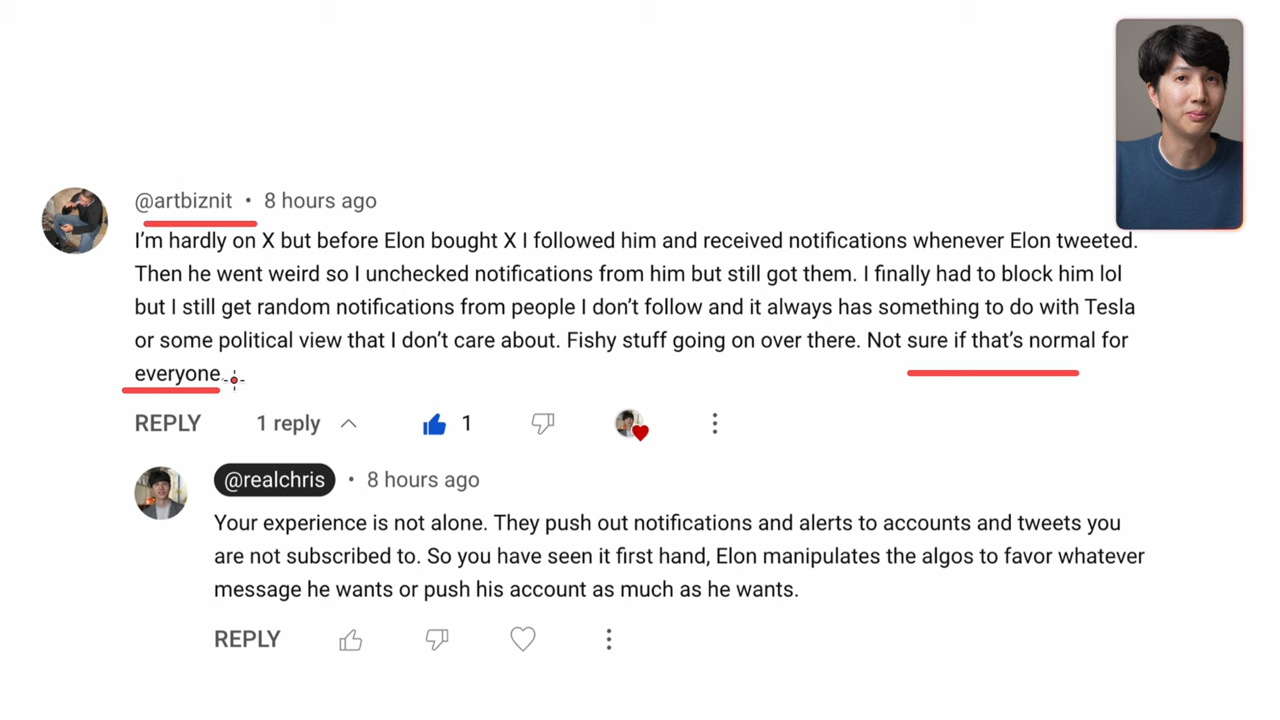 @artbiznit • 8 hours ago
I'm hardly on X but before Elon bought X I followed him and received notifications whenever Elon tweeted.
Then he went weird so I unchecked notifications from him but still got them. I finally had to block him lol
but I still get random notifications from people I don't follow and it always has something to do with Tesla
or some political view that I don't care about. Fishy stuff going on over there. Not sure if that's normal for
everyone.
REPLY 1 reply 1
@realchris • 8 hours ago
Your experience is not alone. They push out notifications and alerts to accounts and tweets you
are not subscribed to. So you have seen it first hand, Elon manipulates the algos to favor whatever
message he wants or push his account as much as he wants.
REPLY